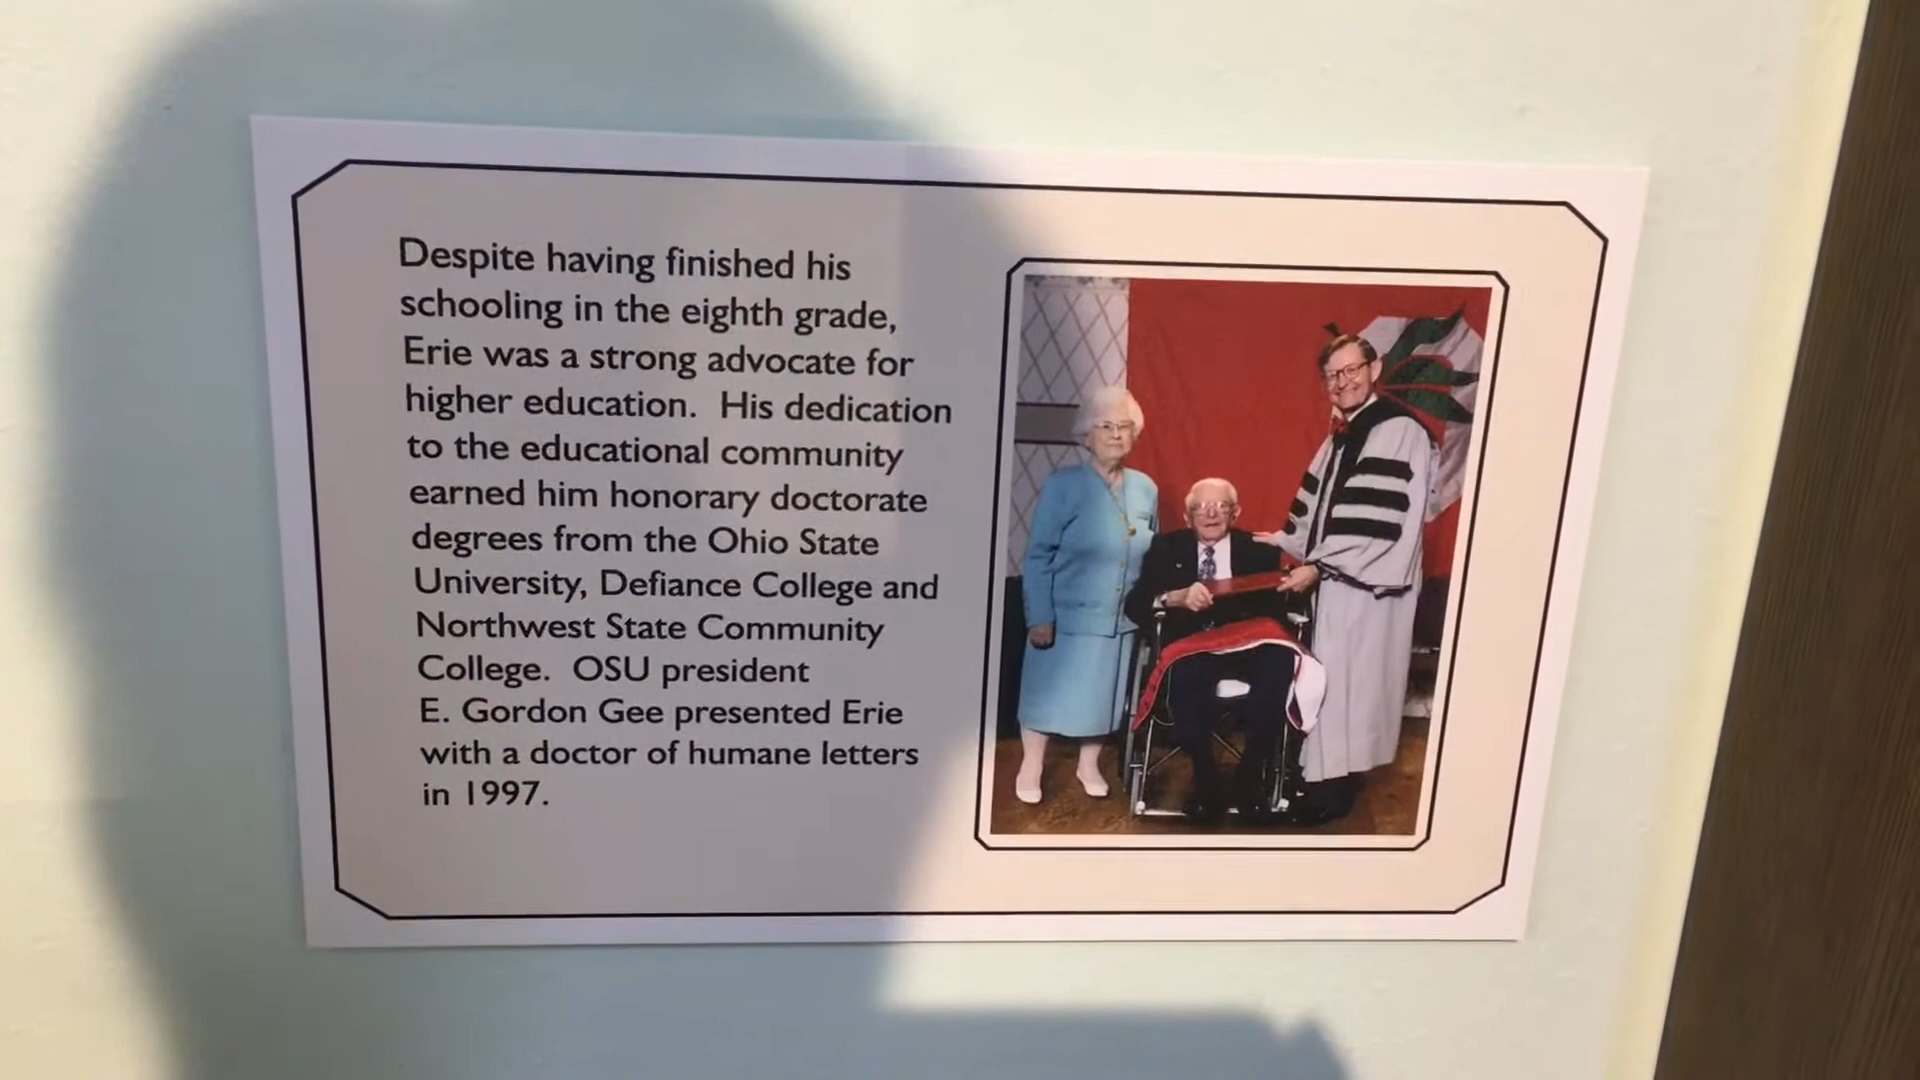 Despite having finished his
schooling in the eighth grade,
Erie was a strong advocate for
higher education.  His dedication
to the educational community
earned him honorary doctorate
degrees from the Ohio State
University, Defiance College and
Northwest State Community
College.  OSU president
E. Gordon Gee presented Erie
with a doctor of humane letters
in 1997.